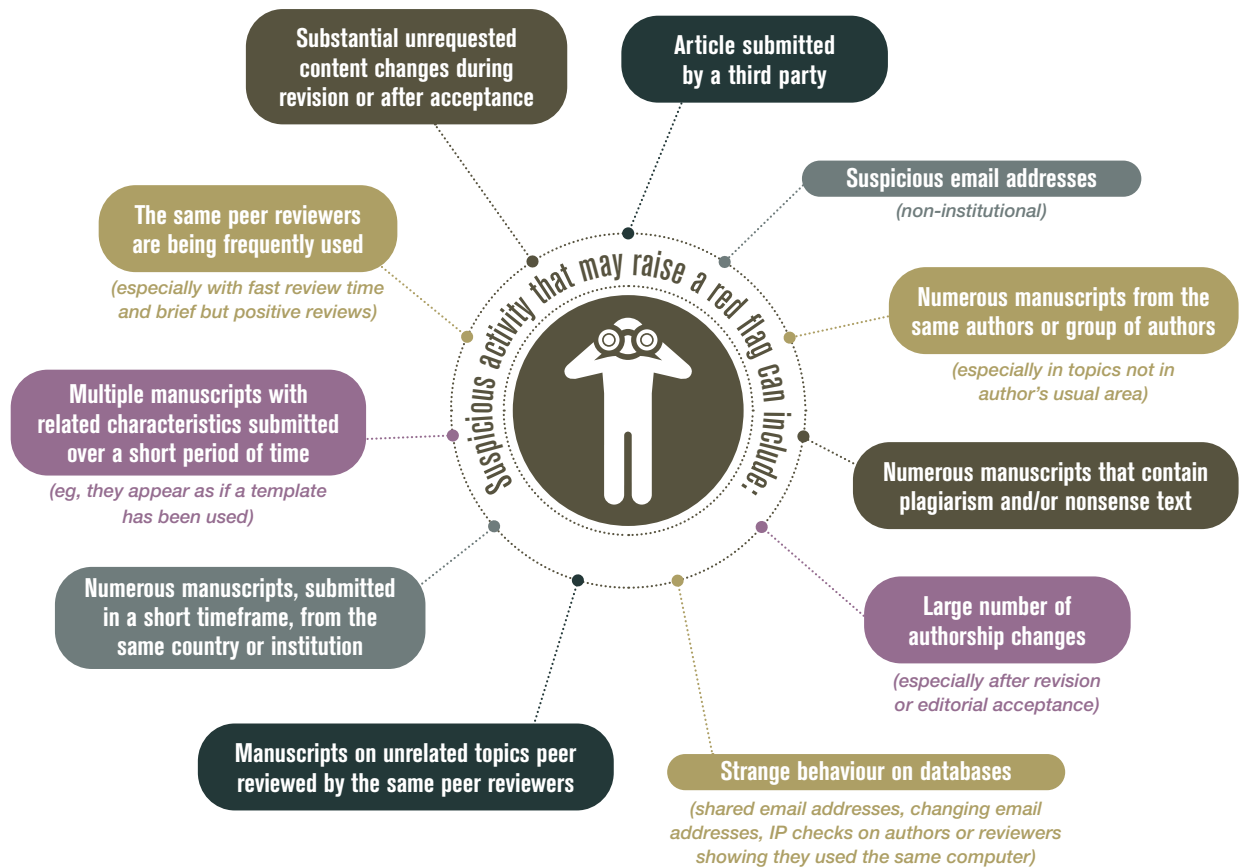 Suspicious activity that may raise a red flag can include:
Article submitted
by a third party
Suspicious email addresses
(non-institutional)
Numerous manuscripts from the
same authors or group of authors
(especially in topics not in
author's usual area)
Numerous manuscripts that contain
plagiarism and/or nonsense text
Large number of
authorship changes
(especially after revision
or editorial acceptance)
Strange behaviour on databases
(shared email addresses, changing email
addresses, IP checks on authors or reviewers
showing they used the same computer)
Manuscripts on unrelated topics peer
reviewed by the same peer reviewers
Numerous manuscripts, submitted
in a short timeframe, from the
same country or institution
Multiple manuscripts with
related characteristics submitted
over a short period of time
(eg, they appear as if a template
has been used)
The same peer reviewers
are being frequently used
(especially with fast review time
and brief but positive reviews)
Substantial unrequested
content changes during
revision or after acceptance